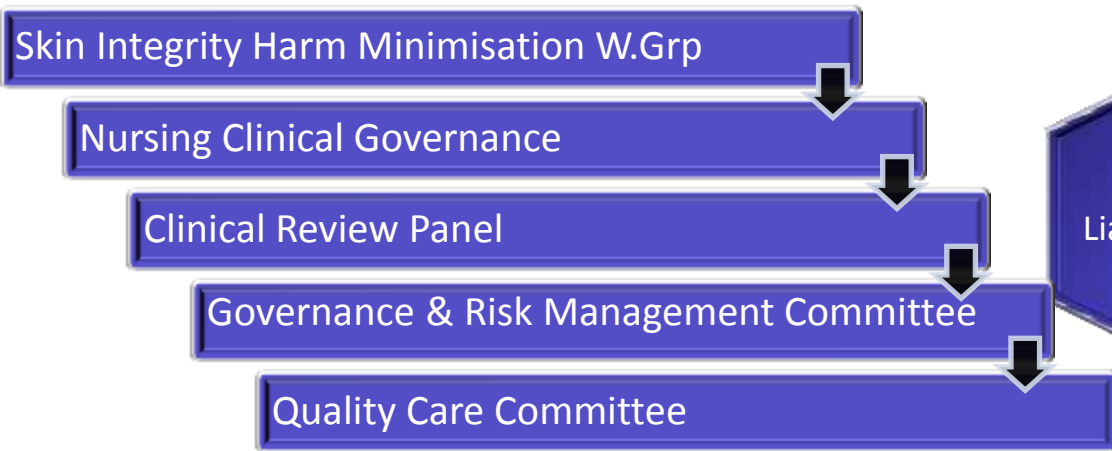 Skin Integrity Harm Minimisation W.Grp
Nursing Clinical Governance
Clinical Review Panel
Governance & Risk Management Committee
Quality Care Committee